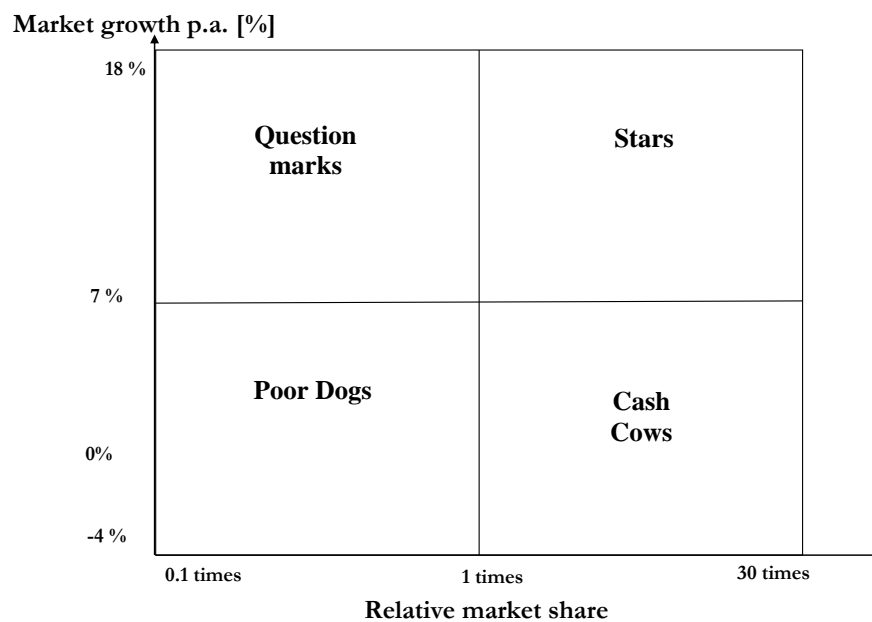 Market growth p.a. [%]
18 %
Question
marks
Stars
7 %
Poor Dogs
Cash
Cows
0%
-4 %
0.1 times
1 times
30 times
Relative market share